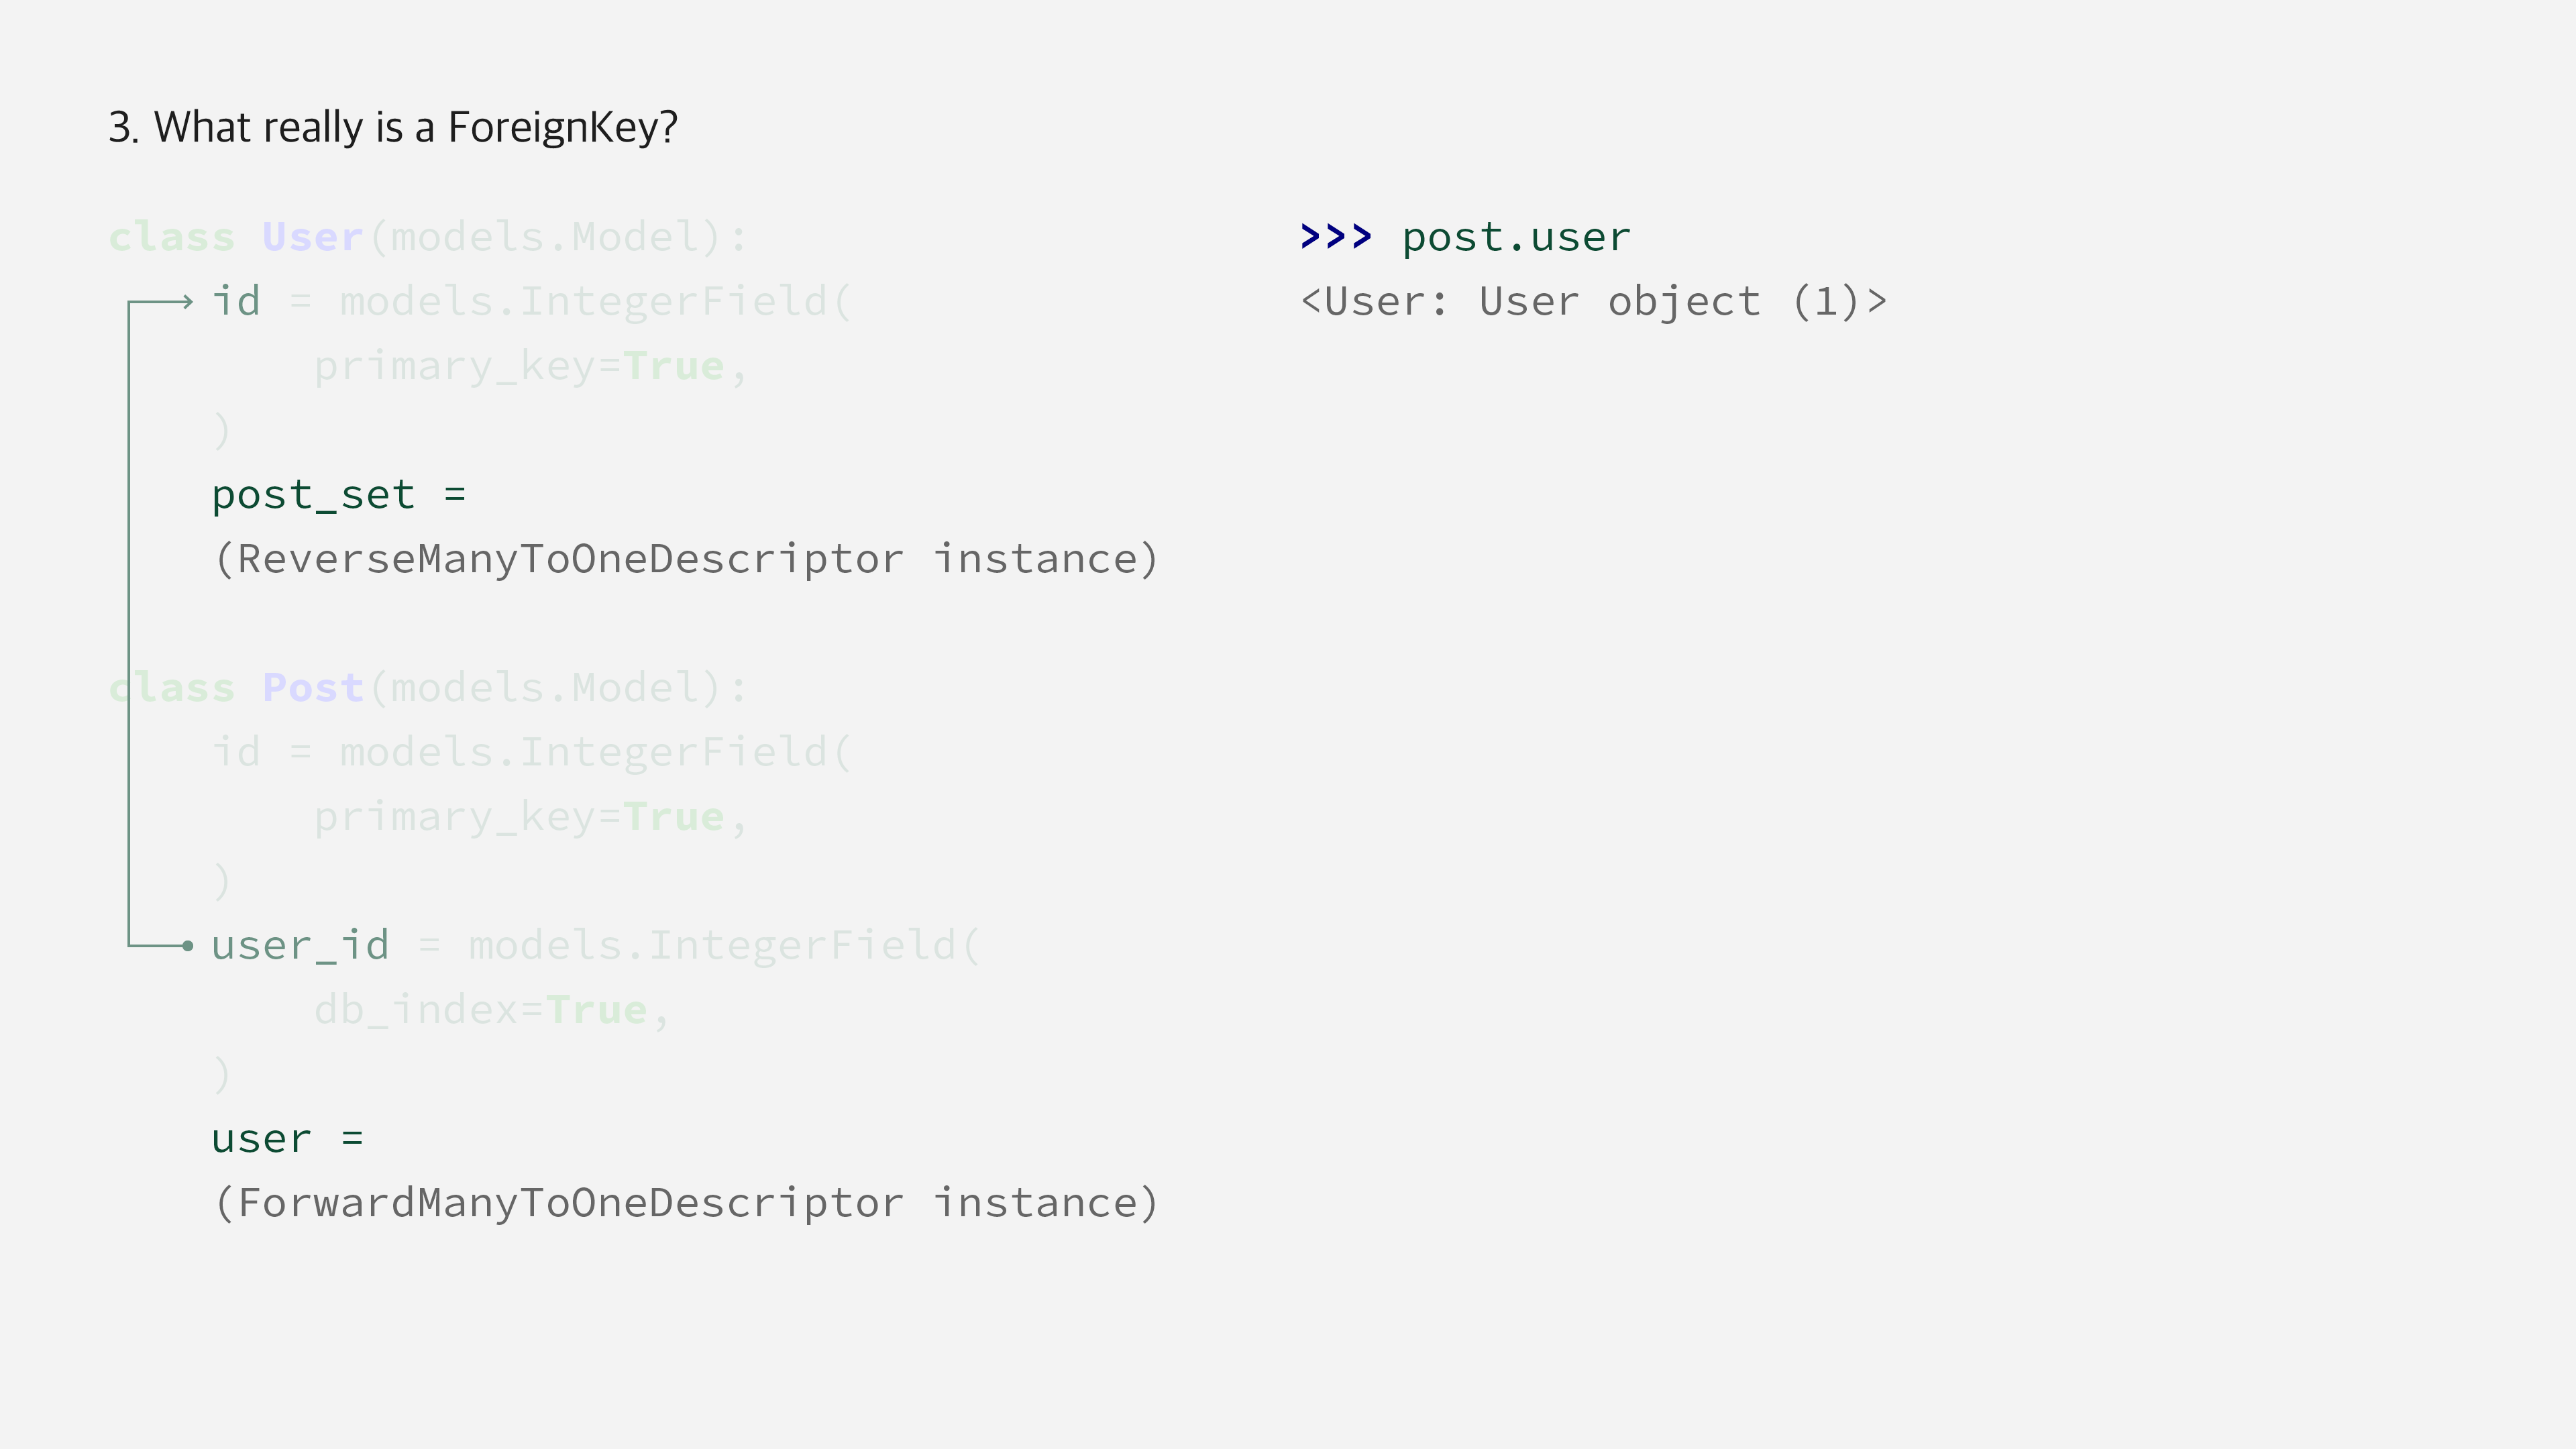 3. What really is a ForeignKey?
class User(models.Model):
id = models.IntegerField(
primary_key=True,
)
post_set =
(ReverseManyToOneDescriptor instance)
class Post(models.Model):
id = models.IntegerField(
primary_key=True,
)
user_id = models.IntegerField(
db_index=True,
)
user =
(ForwardManyToOneDescriptor instance)
>>> post.user
<User: User object (1)>